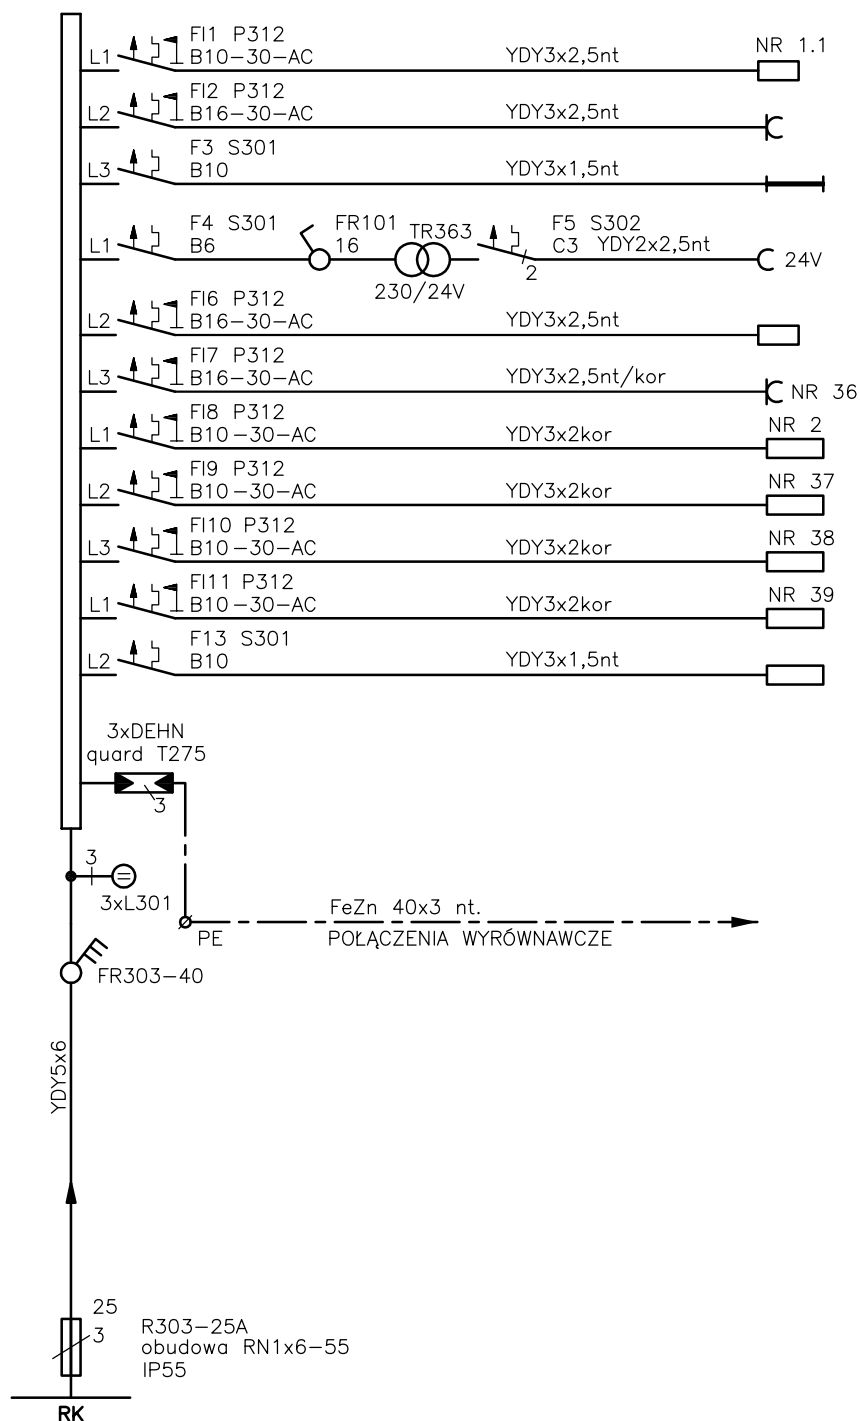 FI1 P312
L1 B10-30-AC YDY3x2,5nt NR 1.1
FI2 P312
L2 B16-30-AC YDY3x2,5nt
F3 S301
L3 B10 YDY3x1,5nt
F4 S301 FR101 TR363 F5 S302
L1 B6 16 C3 YDY2x2,5nt
2 24V
230/24V
FI6 P312
L2 B16-30-AC YDY3x2,5nt
FI7 P312
L3 B16-30-AC YDY3x2,5nt/kor NR 36
FI8 P312 NR 2
L1 B10-30-AC YDY3x2kor
FI9 P312 NR 37
L2 B10-30-AC YDY3x2kor
FI10 P312 NR 38
L3 B10-30-AC YDY3x2kor
FI11 P312 NR 39
L1 B10-30-AC YDY3x2kor
F13 S301
L2 B10 YDY3x1,5nt
3xDEHN
quard T275
3
3
3xL301
FeZn 40x3 nt.
PE POŁĄCZENIA WYRÓWNAWCZE
FR303-40
YDY5x6
25
3
R303-25A
obudowa RN1x6-55
IP55
RK